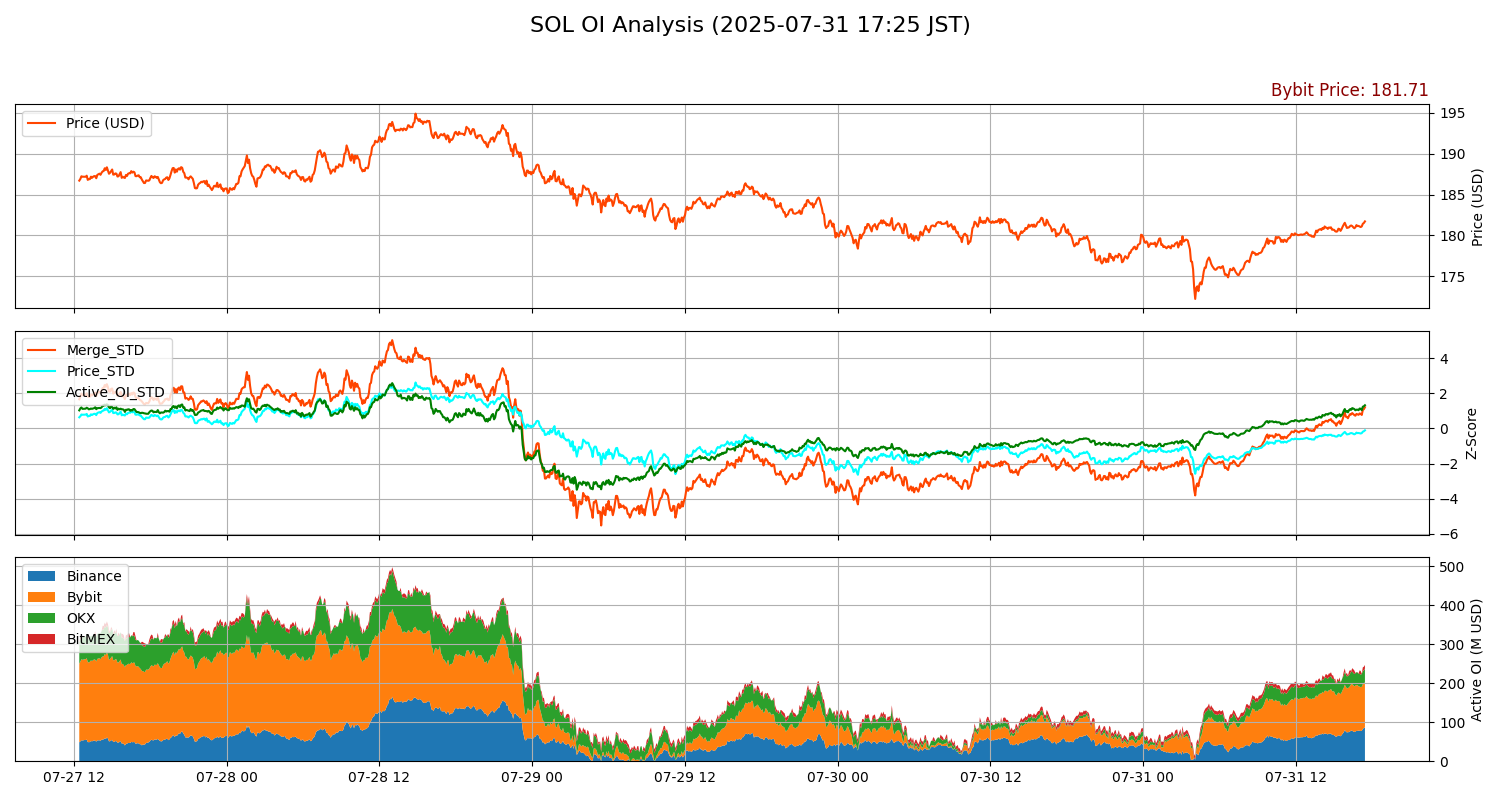 SOL OI Analysis (2025-07-31 17:25 JST)
Bybit Price: 181.71
Price (USD)
195
190
185
180
175
Price (USD)
Merge_STD
Price_STD
Active_OI_STD
4
2
0
−2
−4
−6
Z-Score
Binance
Bybit
OKX
BitMEX
500
400
300
200
100
0
Active OI (M USD)
07-27 12
07-28 00
07-28 12
07-29 00
07-29 12
07-30 00
07-30 12
07-31 00
07-31 12